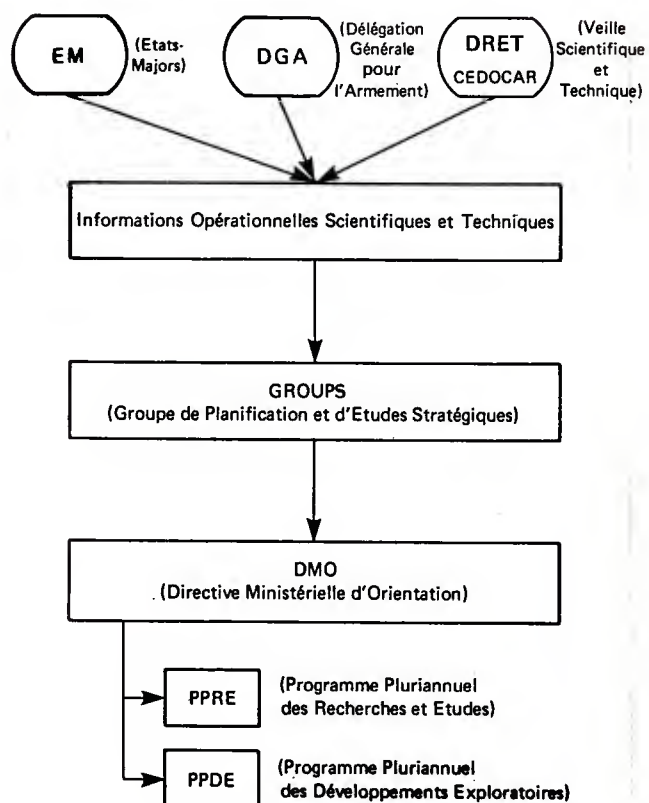 EM
(Etats-
Majors)
DGA
(Délégation
Générale
pour
l'Armement)
DRET
CEDOCAR
(Veille
Scientifique
et
Technique)
Informations Opérationnelles Scientifiques et Techniques
GROUPS
(Groupe de Planification et d'Etudes Stratégiques)
DMO
(Directive Ministérielle d'Orientation)
PPRE
(Programme Pluriannuel
des Recherches et Etudes)
PPDE
(Programme Pluriannuel
des Développements Exploratoires)